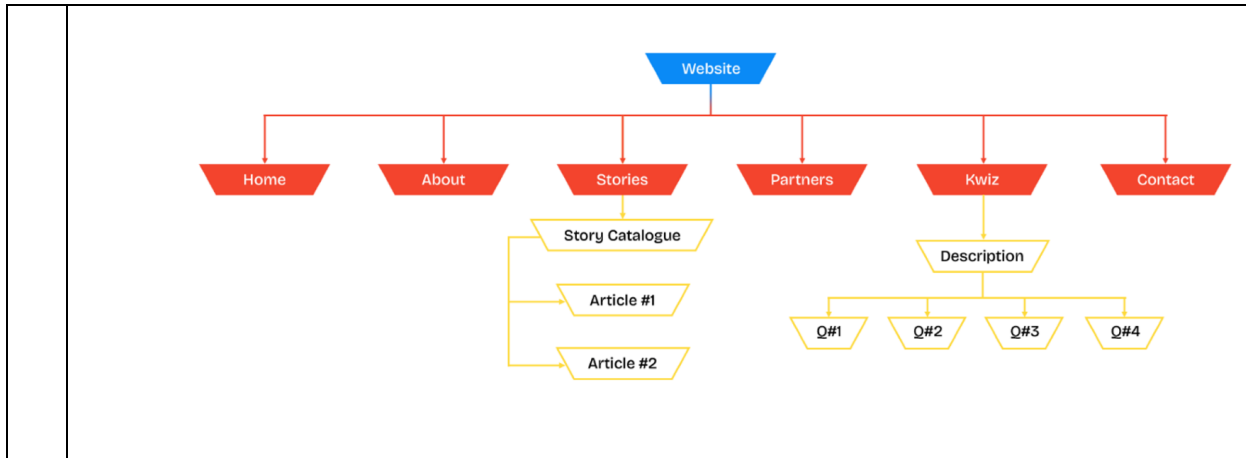 Website
Home
About
Stories
Partners
Kwiz
Contact
Story Catalogue
Description
Article #1
Q#1
Q#2
Q#3
Q#4
Article #2